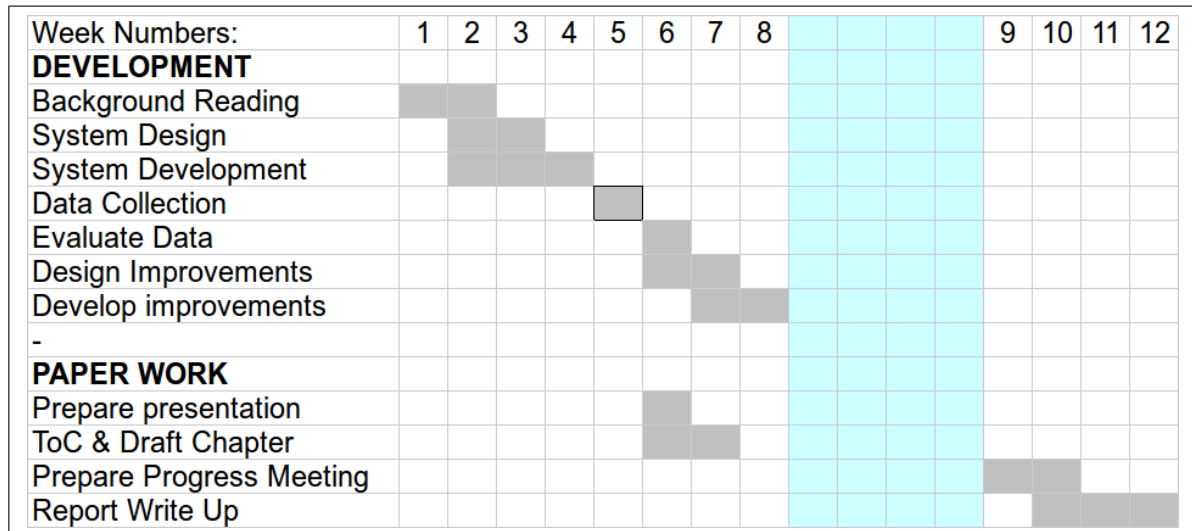 Week Numbers: 1 2 3 4 5 6 7 8 9 10 11 12
DEVELOPMENT
Background Reading
System Design
System Development
Data Collection
Evaluate Data
Design Improvements
Develop improvements
-
PAPER WORK
Prepare presentation
ToC & Draft Chapter
Prepare Progress Meeting
Report Write Up